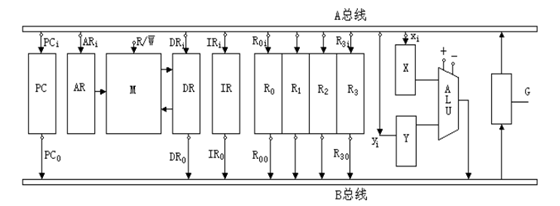 A总线
PCi ARi R/W̅ DRi IRi R0i R3i xi
+ −
PC AR M DR IR R0 R1 R2 R3 X ALU G
yi Y
PC0 DR0 IR0 R00 R30
B总线